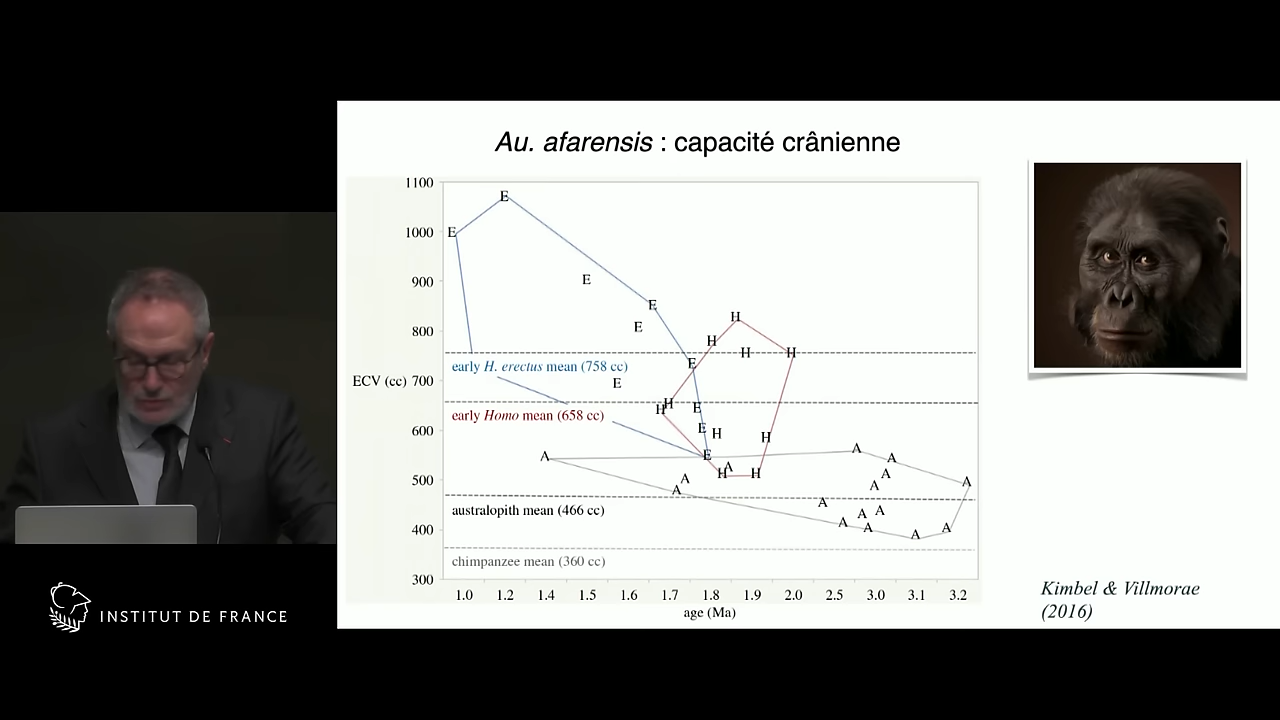 Au. afarensis : capacité crânienne
1100
1000
900
800
700
600
500
400
300
ECV (cc)
E
E
E
E
E
H
H
H
H
E
early H. erectus mean (758 cc)
E
H
H
E
early Homo mean (658 cc)
E
H
H
A
E
A
A
H
A
H
A
A
A
A
A
A
australopith mean (466 cc)
A
A
A
A
A
A
chimpanzee mean (360 cc)
1.0 1.2 1.4 1.5 1.6 1.7 1.8 1.9 2.0 2.5 3.0 3.1 3.2
age (Ma)
Kimbel & Villmorae
(2016)
INSTITUT DE FRANCE